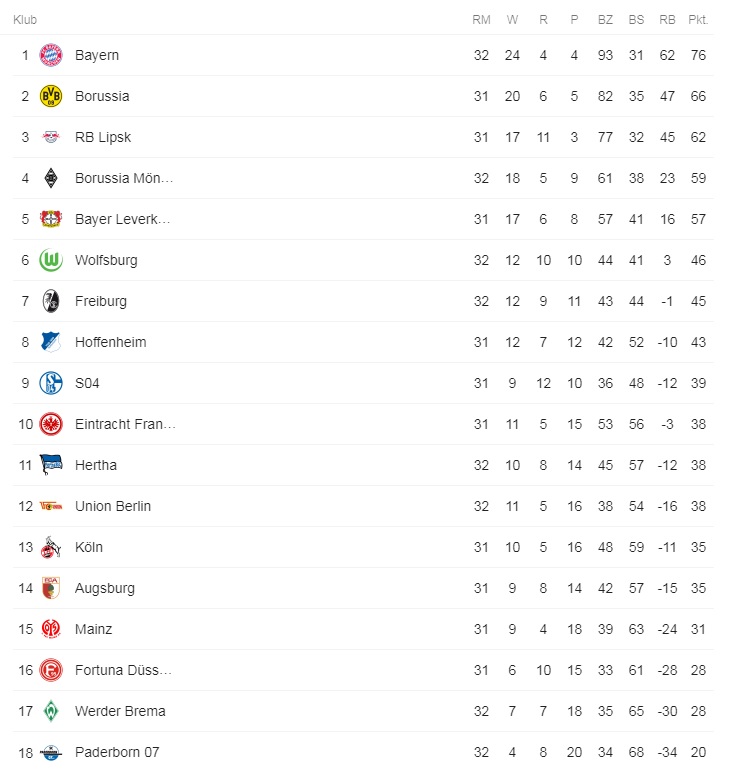 Klub RM W R P BZ BS RB Pkt.
1 Bayern 32 24 4 4 93 31 62 76
2 Borussia 31 20 6 5 82 35 47 66
3 RB Lipsk 31 17 11 3 77 32 45 62
4 Borussia Mön... 32 18 5 9 61 38 23 59
5 Bayer Leverk... 31 17 6 8 57 41 16 57
6 Wolfsburg 32 12 10 10 44 41 3 46
7 Freiburg 32 12 9 11 43 44 -1 45
8 Hoffenheim 31 12 7 12 42 52 -10 43
9 S04 31 9 12 10 36 48 -12 39
10 Eintracht Fran... 31 11 5 15 53 56 -3 38
11 Hertha 32 10 8 14 45 57 -12 38
12 Union Berlin 32 11 5 16 38 54 -16 38
13 Köln 31 10 5 16 48 59 -11 35
14 Augsburg 31 9 8 14 42 57 -15 35
15 Mainz 31 9 4 18 39 63 -24 31
16 Fortuna Düss... 31 6 10 15 33 61 -28 28
17 Werder Brema 32 7 7 18 35 65 -30 28
18 Paderborn 07 32 4 8 20 34 68 -34 20